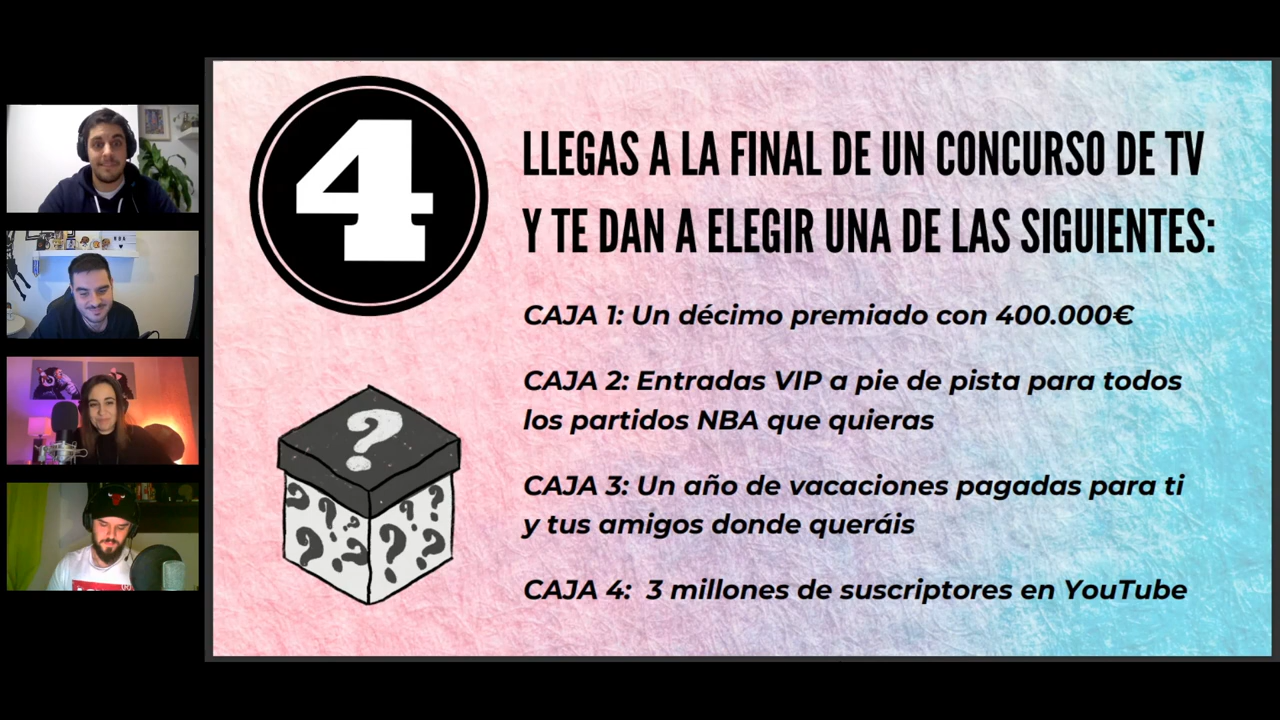 4
LLEGAS A LA FINAL DE UN CONCURSO DE TV
Y TE DAN A ELEGIR UNA DE LAS SIGUIENTES:
CAJA 1: Un décimo premiado con 400.000€
CAJA 2: Entradas VIP a pie de pista para todos
los partidos NBA que quieras
CAJA 3: Un año de vacaciones pagadas para ti
y tus amigos donde queráis
CAJA 4: 3 millones de suscriptores en YouTube